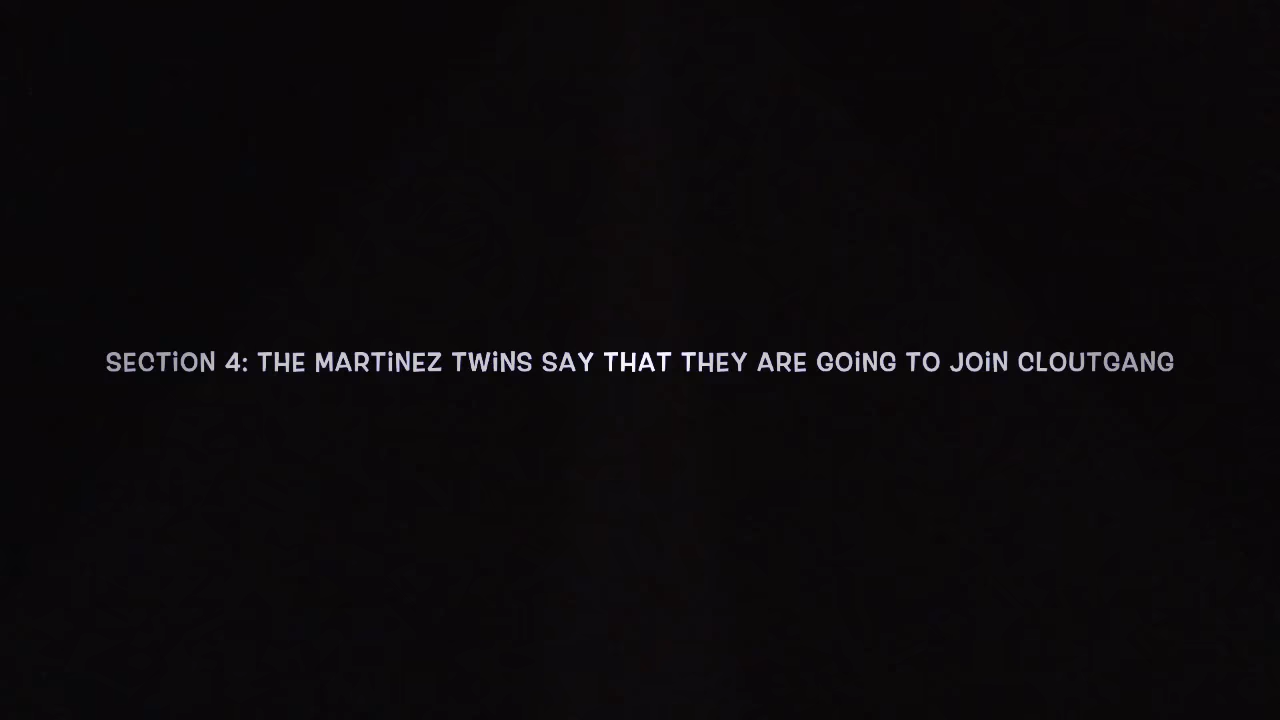 SECTiON 4: THE MARTiNEZ TWiNS SAY THAT THEY ARE GOiNG TO JOiN CLOUTGANG